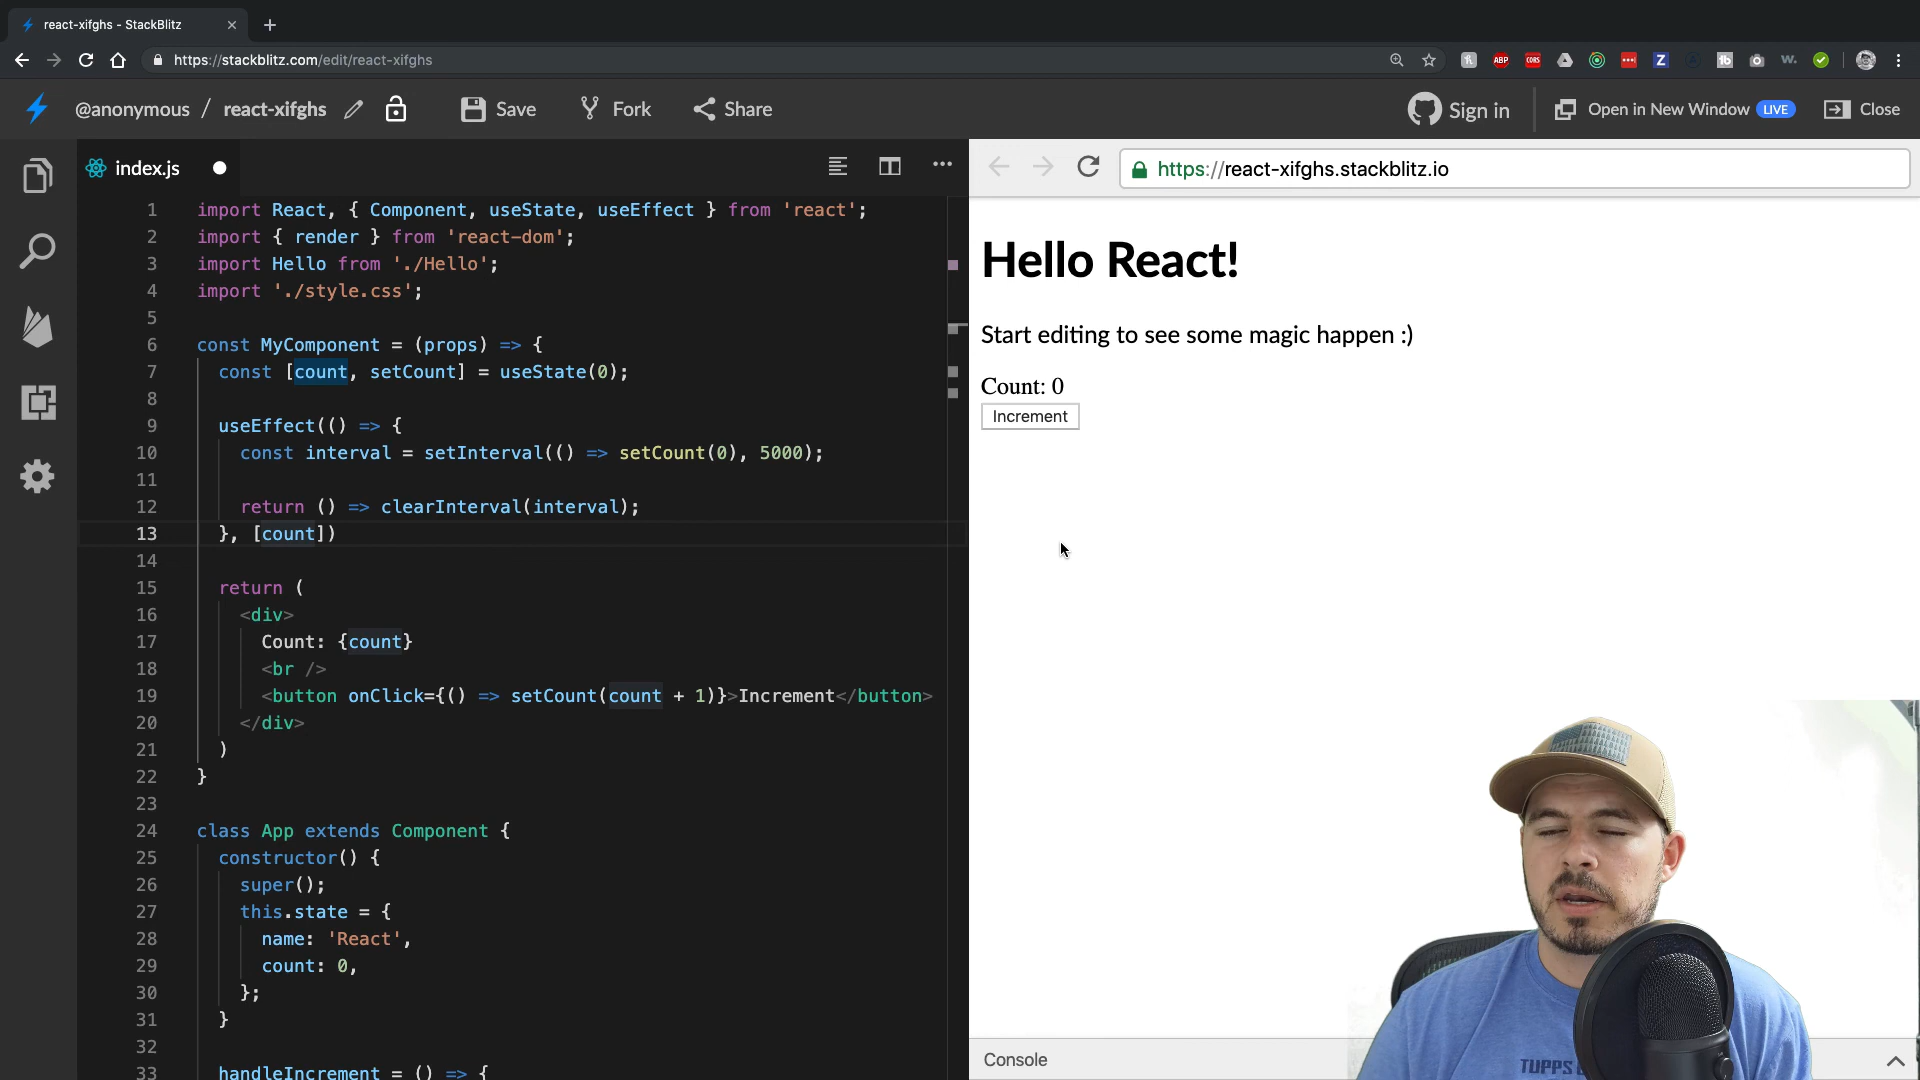 react-xifghs - StackBlitz
https://stackblitz.com/edit/react-xifghs
ABP
CORS
Z
tb
w.
@anonymous / react-xifghs
Save
Fork
Share
Sign in
Open in New Window LIVE
Close
index.js
https://react-xifghs.stackblitz.io
1 import React, { Component, useState, useEffect } from 'react';
2 import { render } from 'react-dom';
3 import Hello from './Hello';
4 import './style.css';
5
6 const MyComponent = (props) => {
7 const [count, setCount] = useState(0);
8
9 useEffect(() => {
10 const interval = setInterval(() => setCount(0), 5000);
11
12 return () => clearInterval(interval);
13 }, [count])
14
15 return (
16 <div>
17 Count: {count}
18 <br />
19 <button onClick={() => setCount(count + 1)}>Increment</button>
20 </div>
21 )
22 }
23
24 class App extends Component {
25 constructor() {
26 super();
27 this.state = {
28 name: 'React',
29 count: 0,
30 };
31 }
32
33 handleIncrement = () => {
Hello React!
Start editing to see some magic happen :)
Count: 0
Increment
Console
TUPPS